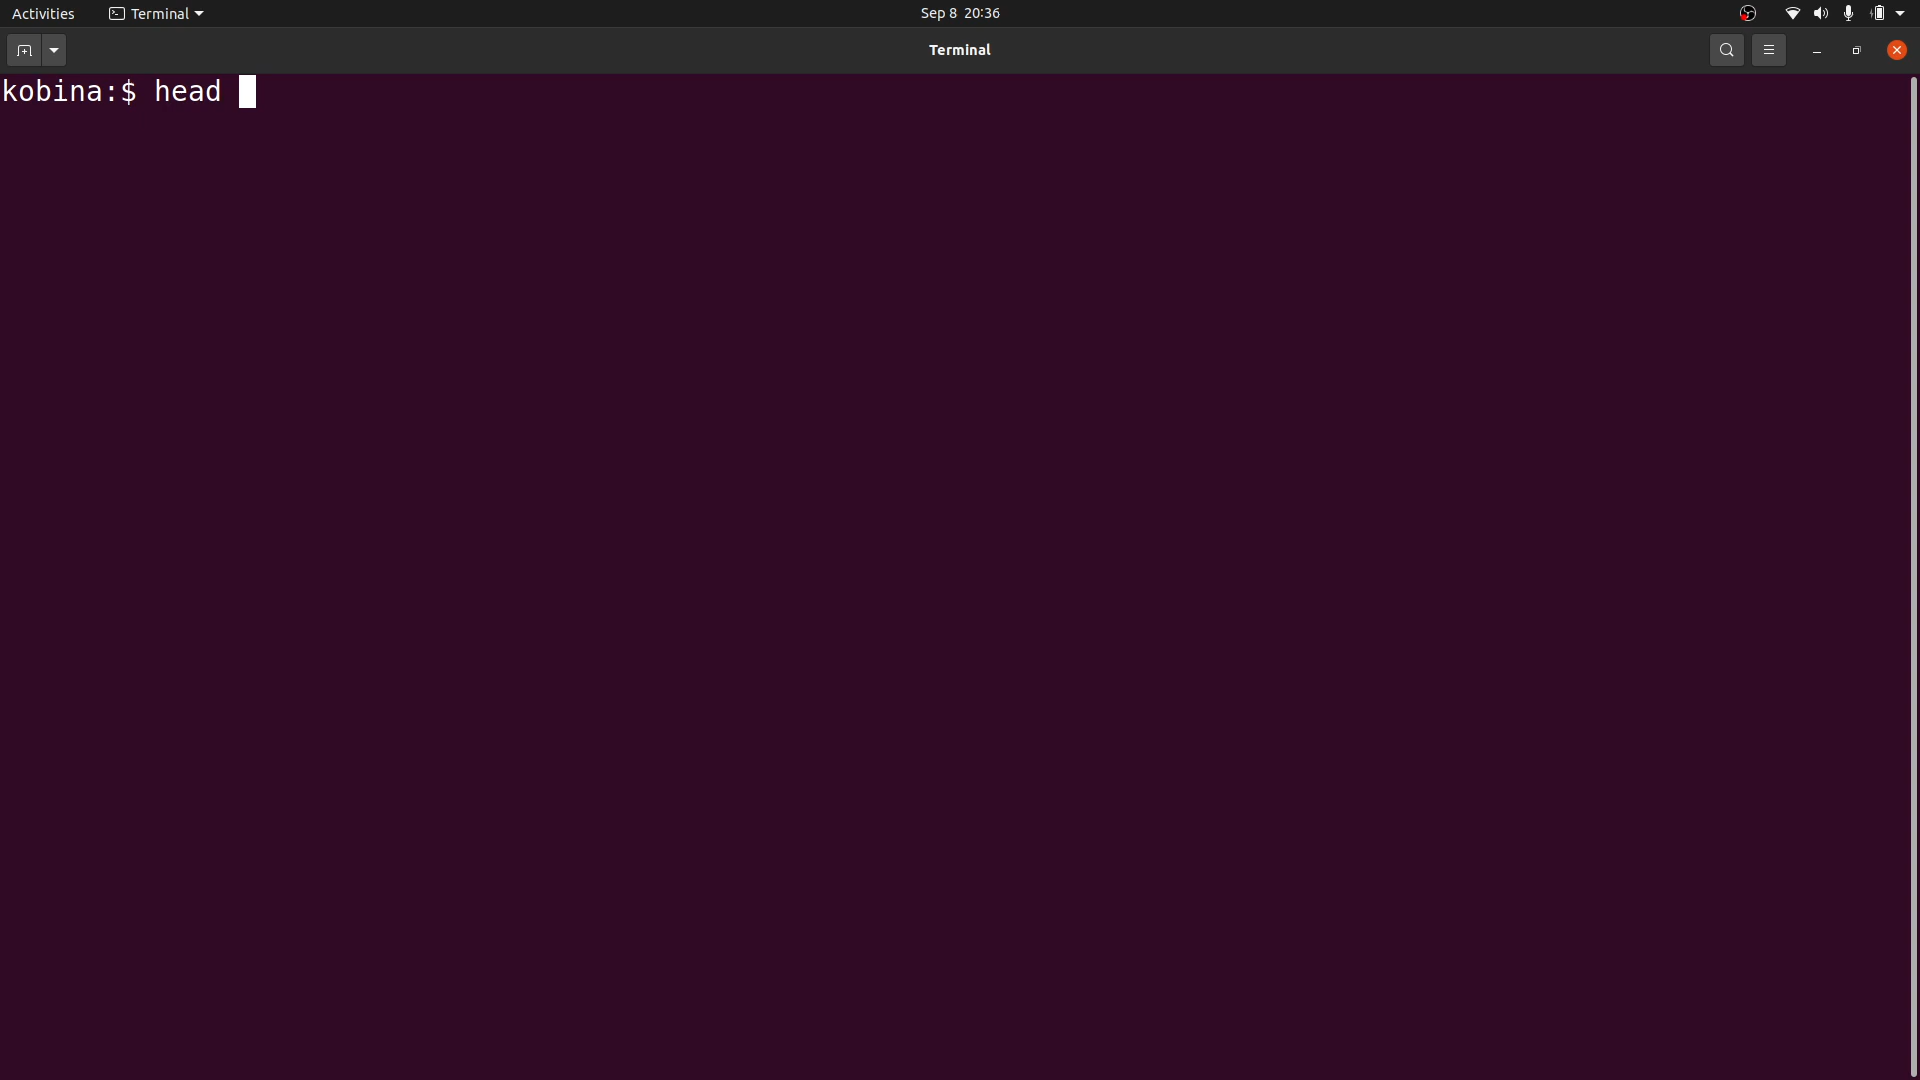 Activities
Terminal
Sep 8 20:36
Terminal
kobina:$ head